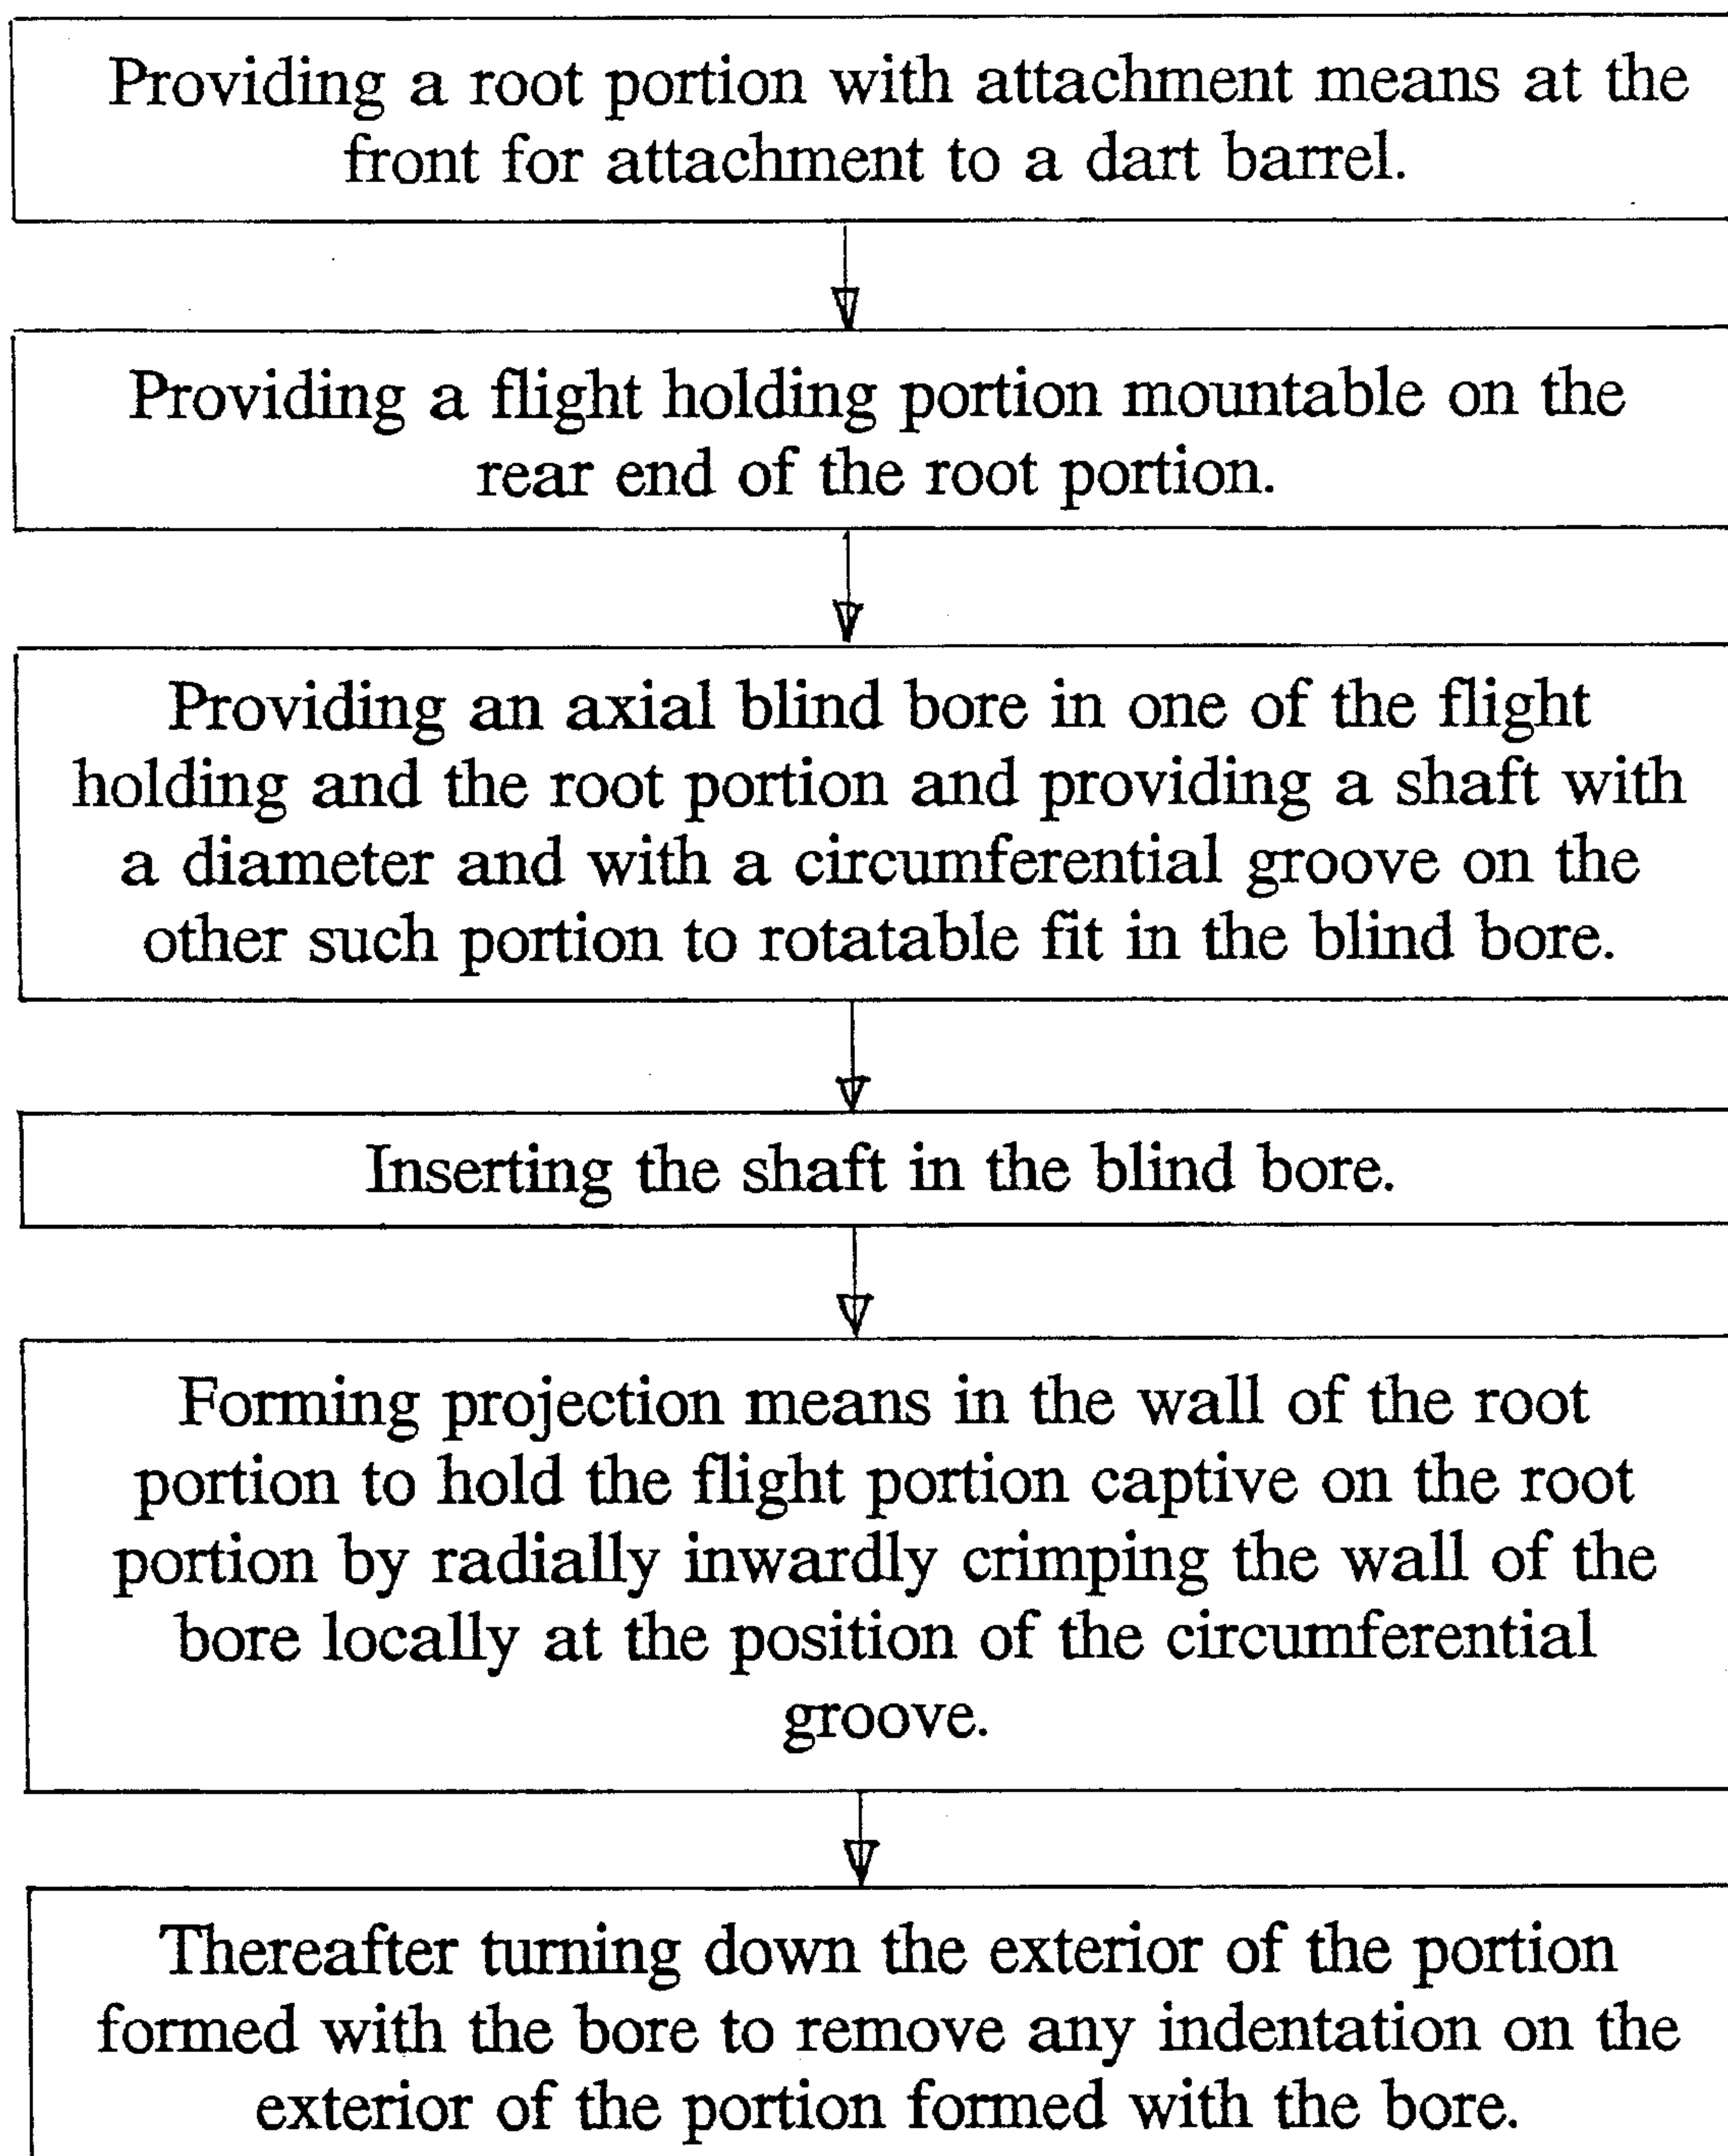 Providing a root portion with attachment means at the
front for attachment to a dart barrel.
Providing a flight holding portion mountable on the
rear end of the root portion.
Providing an axial blind bore in one of the flight
holding and the root portion and providing a shaft with
a diameter and with a circumferential groove on the
other such portion to rotatable fit in the blind bore.
Inserting the shaft in the blind bore.
Forming projection means in the wall of the root
portion to hold the flight portion captive on the root
portion by radially inwardly crimping the wall of the
bore locally at the position of the circumferential
groove.
Thereafter turning down the exterior of the portion
formed with the bore to remove any indentation on the
exterior of the portion formed with the bore.